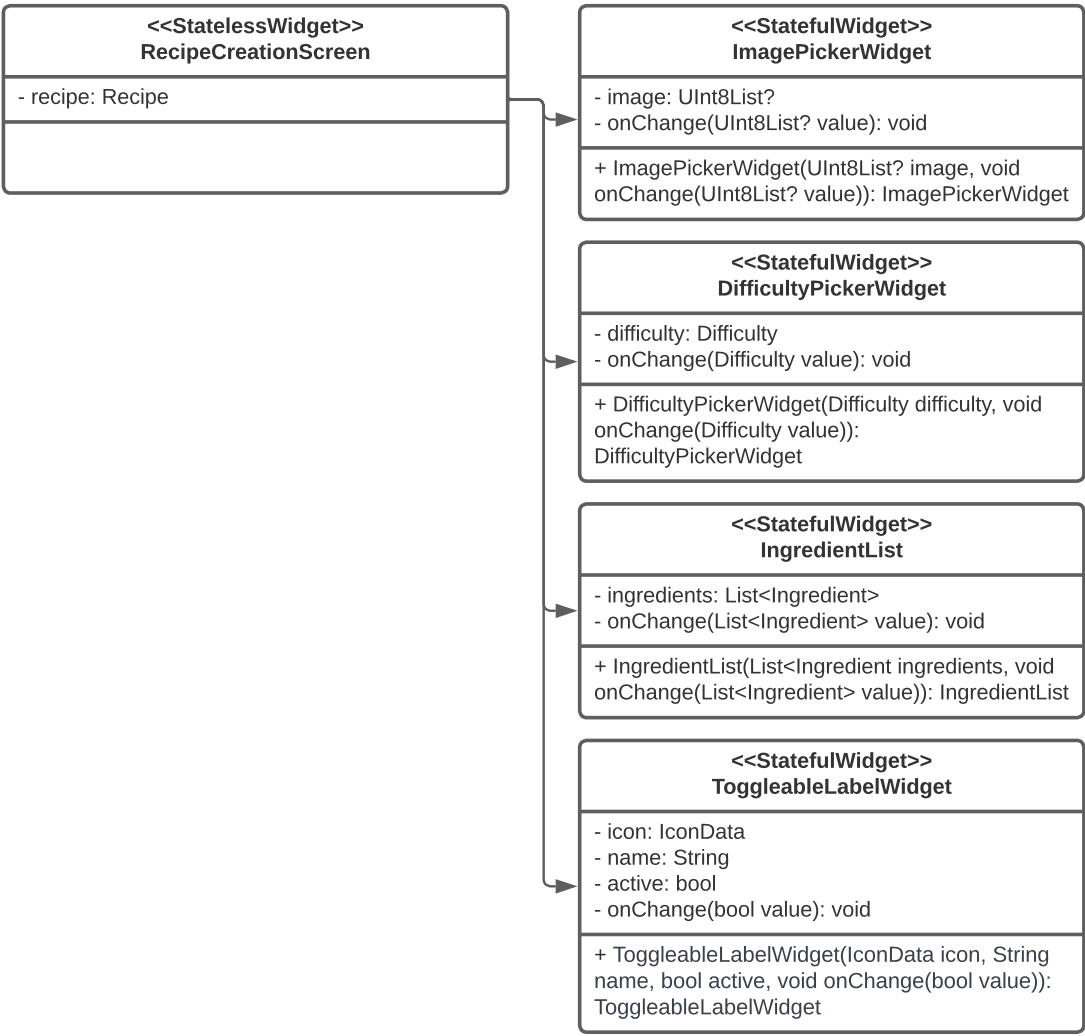 <<StatelessWidget>>
RecipeCreationScreen
- recipe: Recipe
<<StatefulWidget>>
ImagePickerWidget
- image: UInt8List?
- onChange(UInt8List? value): void
+ ImagePickerWidget(UInt8List? image, void
onChange(UInt8List? value)): ImagePickerWidget
<<StatefulWidget>>
DifficultyPickerWidget
- difficulty: Difficulty
- onChange(Difficulty value): void
+ DifficultyPickerWidget(Difficulty difficulty, void
onChange(Difficulty value)):
DifficultyPickerWidget
<<StatefulWidget>>
IngredientList
- ingredients: List<Ingredient>
- onChange(List<Ingredient> value): void
+ IngredientList(List<Ingredient ingredients, void
onChange(List<Ingredient> value)): IngredientList
<<StatefulWidget>>
ToggleableLabelWidget
- icon: IconData
- name: String
- active: bool
- onChange(bool value): void
+ ToggleableLabelWidget(IconData icon, String
name, bool active, void onChange(bool value)):
ToggleableLabelWidget